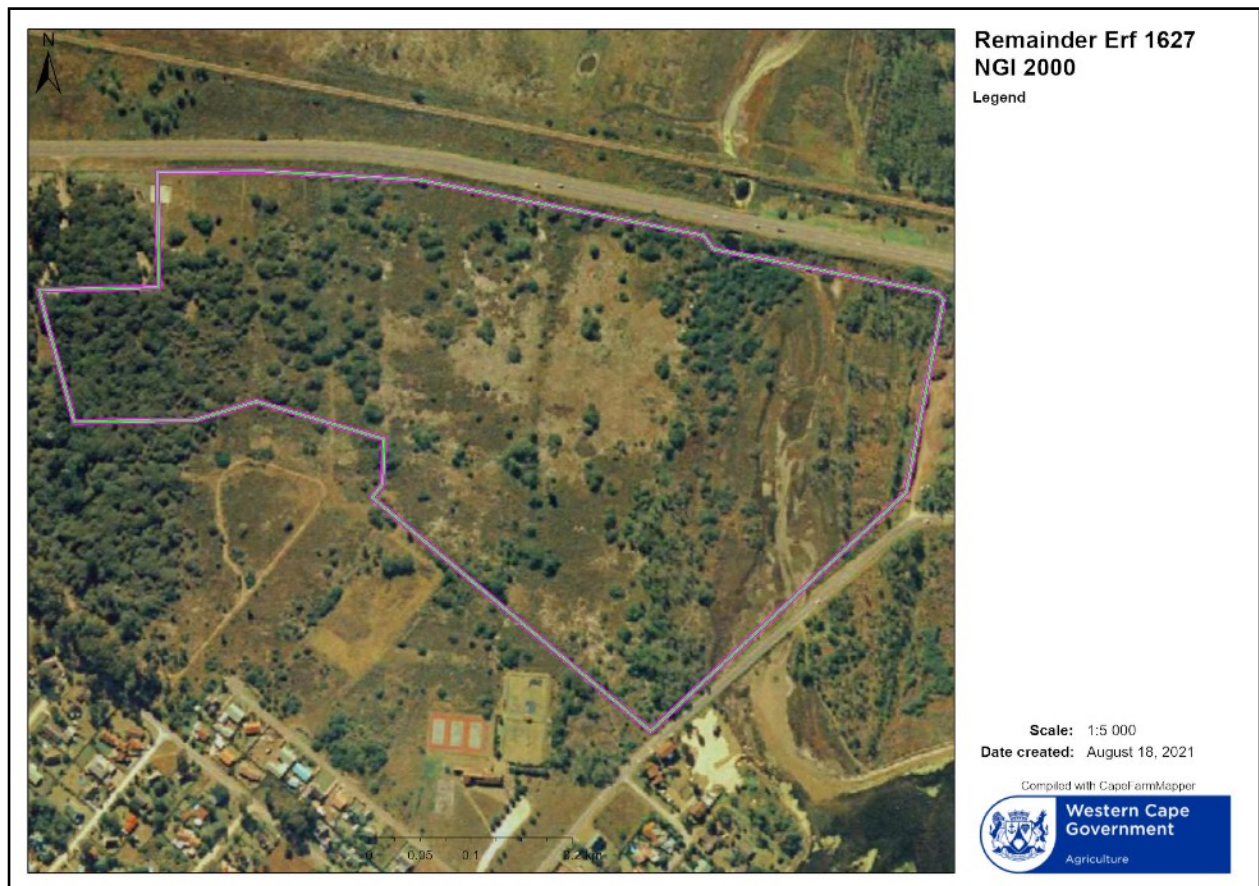 Remainder Erf 1627
NGI 2000
Legend
N
Scale: 1:5 000
Date created: August 18, 2021
Compiled with CapeFarmMapper
Western Cape
Government
Agriculture
0 0.05 0.1 0.2 km